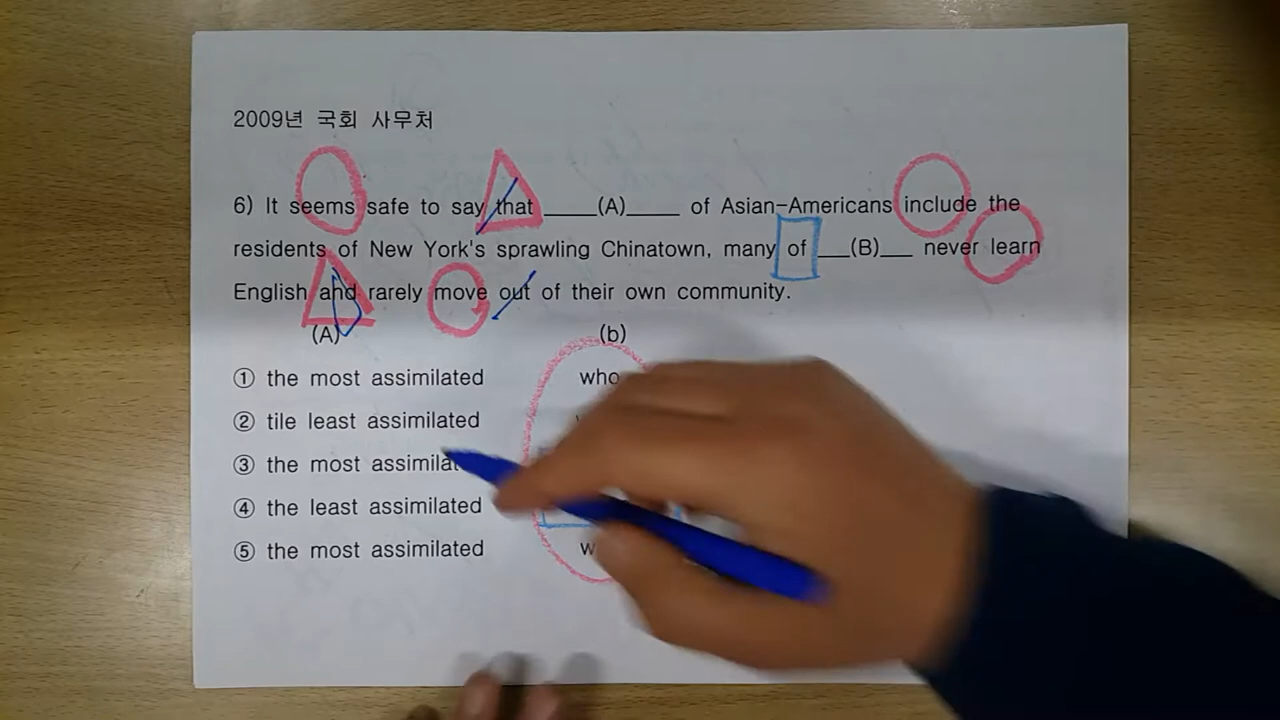 2009년 국회 사무처
6) It seems safe to say that ____(A)____ of Asian-Americans include the
residents of New York's sprawling Chinatown, many of ___(B)___ never learn
English and rarely move out of their own community.
(A) (b)
① the most assimilated who
② tile least assimilated
③ the most
④ the least assimilated
⑤ the most assimilated